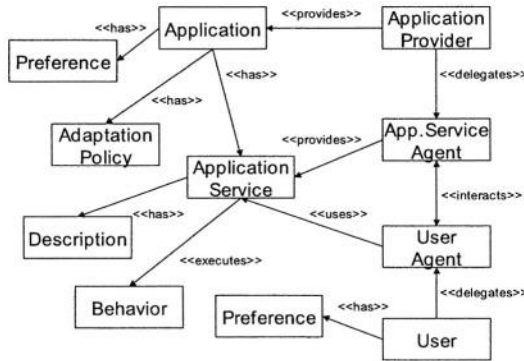 <<provides>>
Application
Application
Provider
<<has>>
Preference
<<has>>
<<delegates>>
<<has>>
Adaptation
Policy
<<provides>>
App.Service
Agent
Application
Service
<<has>>
<<uses>>
<<interacts>>
Description
User
Agent
<<executes>>
Behavior
<<has>>
<<delegates>>
Preference
User